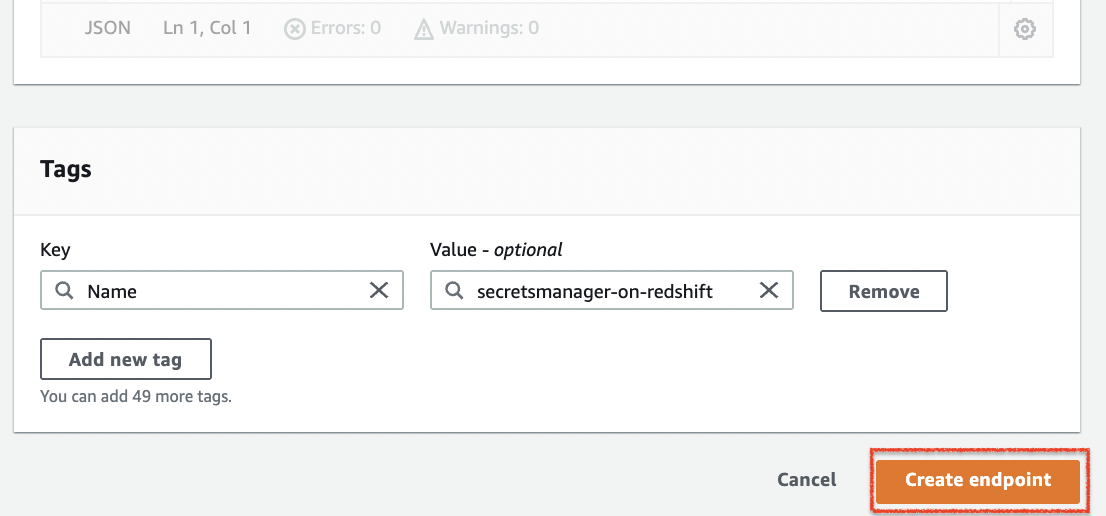 JSON Ln 1, Col 1 Errors: 0 Warnings: 0
Tags
Key Value - optional
Name secretsmanager-on-redshift Remove
Add new tag
You can add 49 more tags.
Cancel Create endpoint